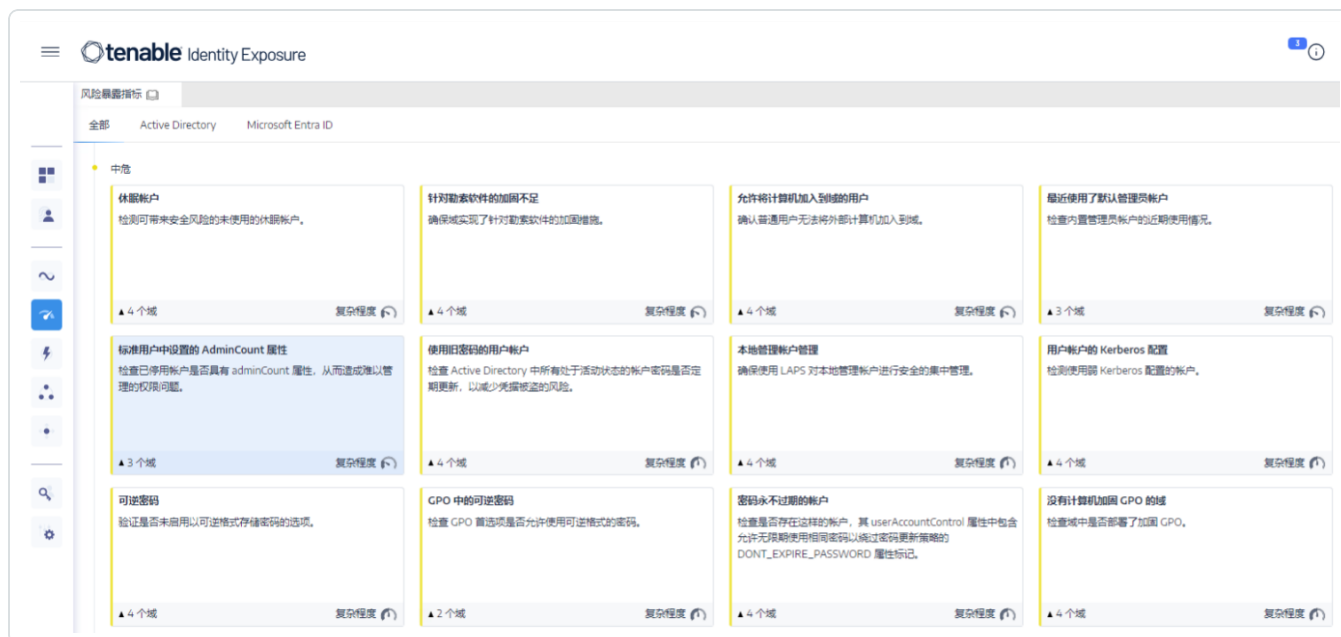 tenable Identity Exposure
3
风险暴露指标
全部 Active Directory Microsoft Entra ID
中危
休眠帐户
检测可带来安全风险的未使用的休眠帐户。
▲4 个域 复杂程度
针对勒索软件的加固不足
确保域实现了针对勒索软件的加固措施。
▲4 个域 复杂程度
允许将计算机加入到域的用户
确认普通用户无法将外部计算机加入到域。
▲4 个域 复杂程度
最近使用了默认管理员帐户
检查内置管理员帐户的近期使用情况。
▲3 个域 复杂程度
标准用户中设置的 AdminCount 属性
检查已停用帐户是否具有 adminCount 属性，从而造成难以管
理的权限问题。
▲3 个域 复杂程度
使用旧密码的用户帐户
检查 Active Directory 中所有处于活动状态的帐户密码是否定
期更新，以减少凭据被盗的风险。
▲4 个域 复杂程度
本地管理帐户管理
确保使用 LAPS 对本地管理帐户进行安全的集中管理。
▲4 个域 复杂程度
用户帐户的 Kerberos 配置
检测使用弱 Kerberos 配置的帐户。
▲4 个域 复杂程度
可逆密码
验证是否未启用以可逆格式存储密码的选项。
▲4 个域 复杂程度
GPO 中的可逆密码
检查 GPO 首选项是否允许使用可逆格式的密码。
▲2 个域 复杂程度
密码永不过期的帐户
检查是否存在这样的帐户，其 userAccountControl 属性中包含
允许无限期使用相同密码以绕过密码更新策略的
DONT_EXPIRE_PASSWORD 属性标记。
▲4 个域 复杂程度
没有计算机加固 GPO 的域
检查域中是否部署了加固 GPO。
▲4 个域 复杂程度